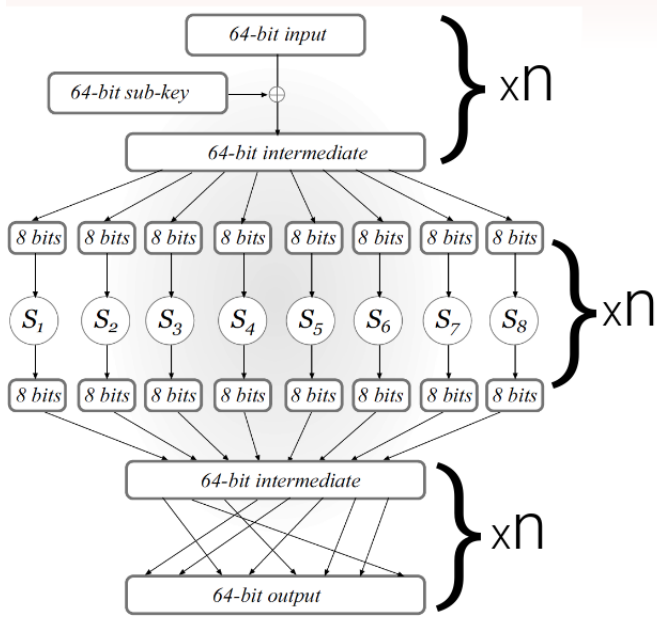 64-bit input
xn
64-bit sub-key
64-bit intermediate
8 bits 8 bits 8 bits 8 bits 8 bits 8 bits 8 bits 8 bits
S1 S2 S3 S4 S5 S6 S7 S8
xn
8 bits 8 bits 8 bits 8 bits 8 bits 8 bits 8 bits 8 bits
64-bit intermediate
xn
64-bit output